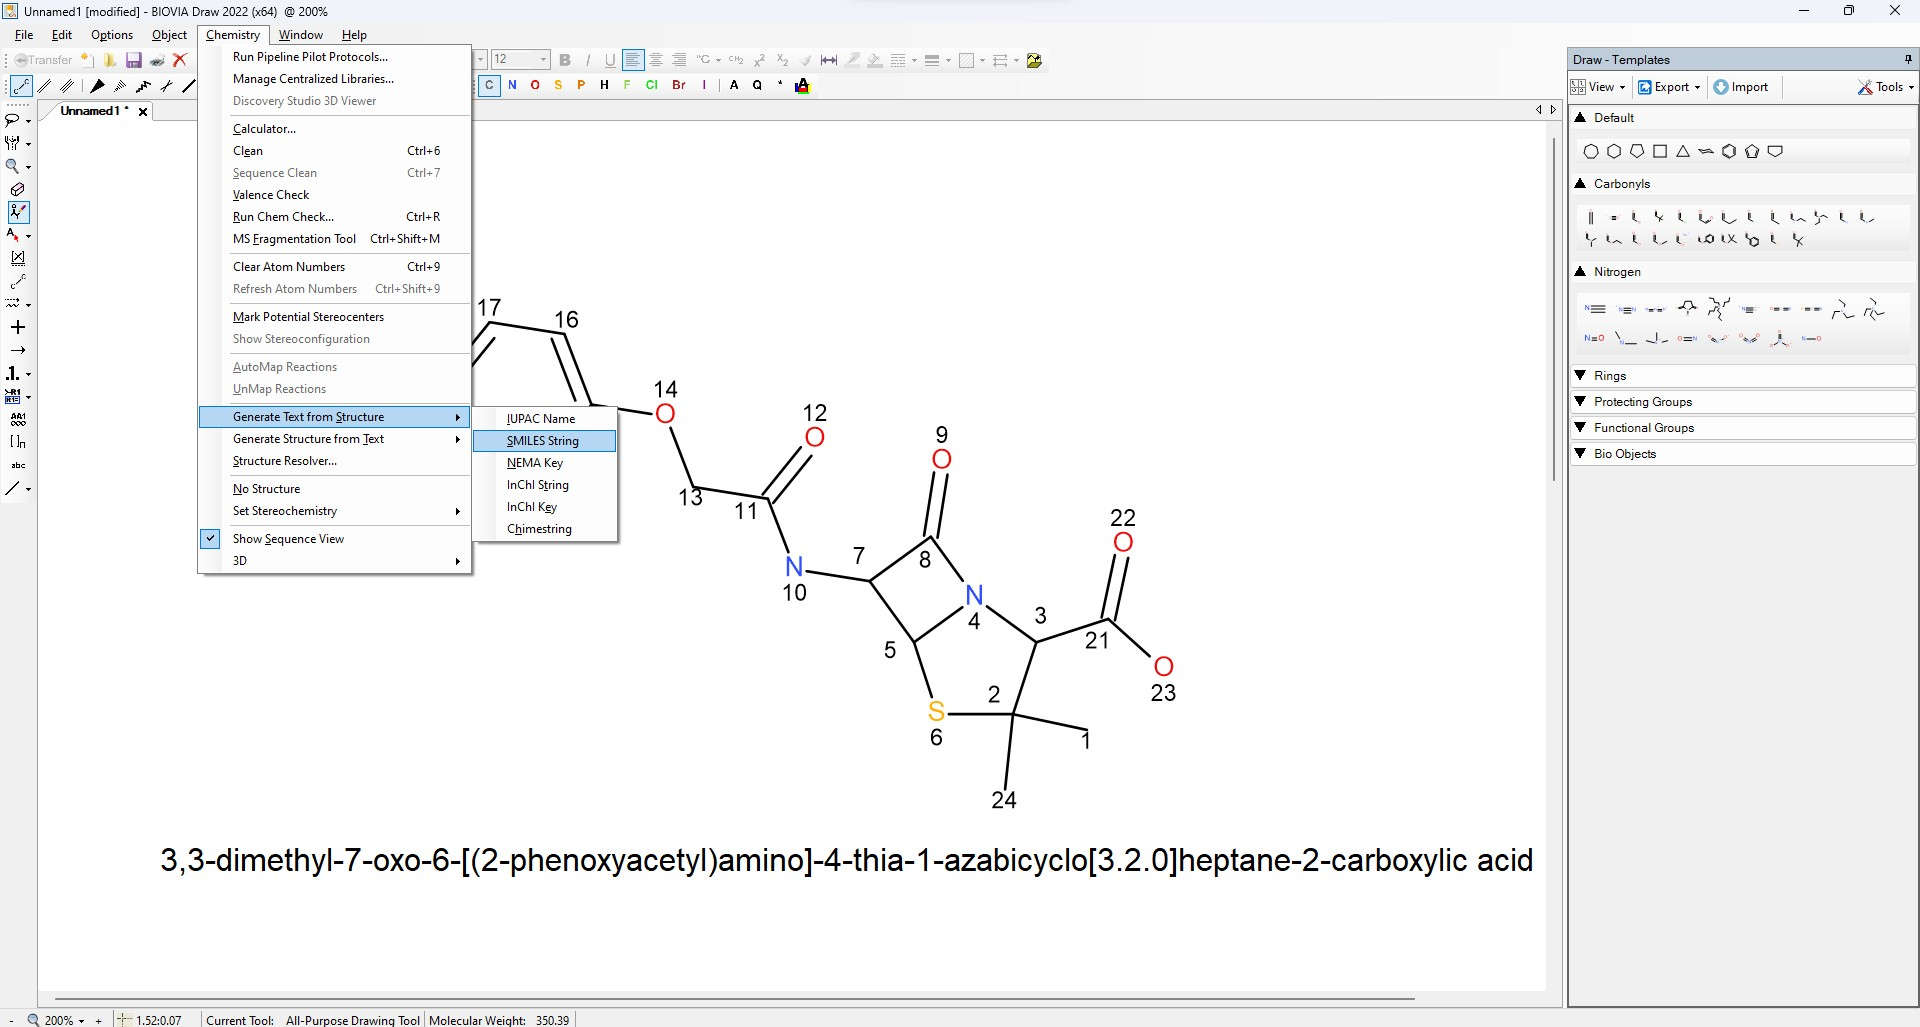 Unnamed1 [modified] - BIOVIA Draw 2022 (x64) @ 200%
File Edit Options Object Chemistry Window Help
Transfer 12 B I U °C CH₂ x² x₂
C N O S P H F Cl Br I A Q * A
Unnamed1 *
Run Pipeline Pilot Protocols...
Manage Centralized Libraries...
Discovery Studio 3D Viewer
Calculator...
Clean Ctrl+6
Sequence Clean Ctrl+7
Valence Check
Run Chem Check... Ctrl+R
MS Fragmentation Tool Ctrl+Shift+M
Clear Atom Numbers Ctrl+9
Refresh Atom Numbers Ctrl+Shift+9
Mark Potential Stereocenters
Show Stereoconfiguration
AutoMap Reactions
UnMap Reactions
Generate Text from Structure
Generate Structure from Text
Structure Resolver...
No Structure
Set Stereochemistry
Show Sequence View
3D
IUPAC Name
SMILES String
NEMA Key
InChI String
InChI Key
Chimestring
17
16
14
O
12
O
13
11
9
O
N
10
7
8
N
4
5
3
22
O
21
O
23
2
S
6
1
24
3,3-dimethyl-7-oxo-6-[(2-phenoxyacetyl)amino]-4-thia-1-azabicyclo[3.2.0]heptane-2-carboxylic acid
Draw - Templates
View Export Import Tools
Default
Carbonyls
Nitrogen
Rings
Protecting Groups
Functional Groups
Bio Objects
- 200% + 1.52:0.07 Current Tool: All-Purpose Drawing Tool Molecular Weight: 350.39